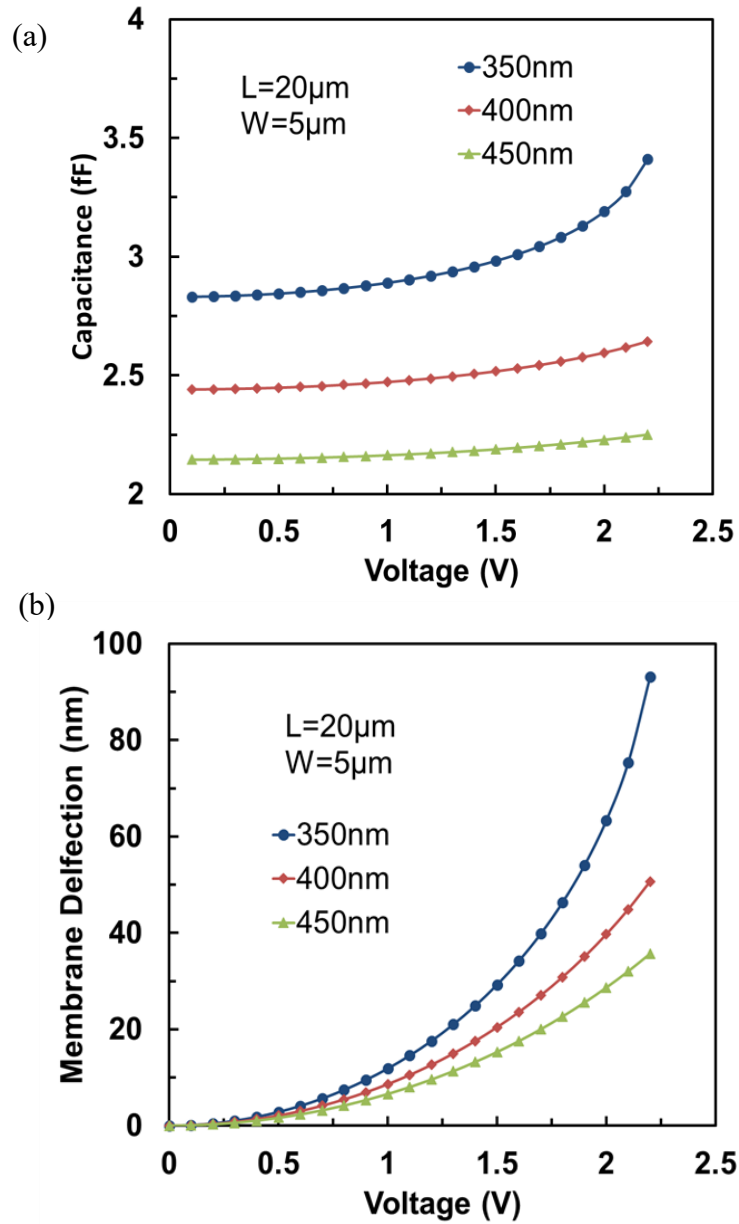 (a)
4
3.5
3
2.5
2
Capacitance (fF)
L=20µm
W=5µm
350nm
400nm
450nm
0 0.5 1 1.5 2 2.5
Voltage (V)
(b)
100
80
60
40
20
0
Membrane Delfection (nm)
L=20µm
W=5µm
350nm
400nm
450nm
0 0.5 1 1.5 2 2.5
Voltage (V)